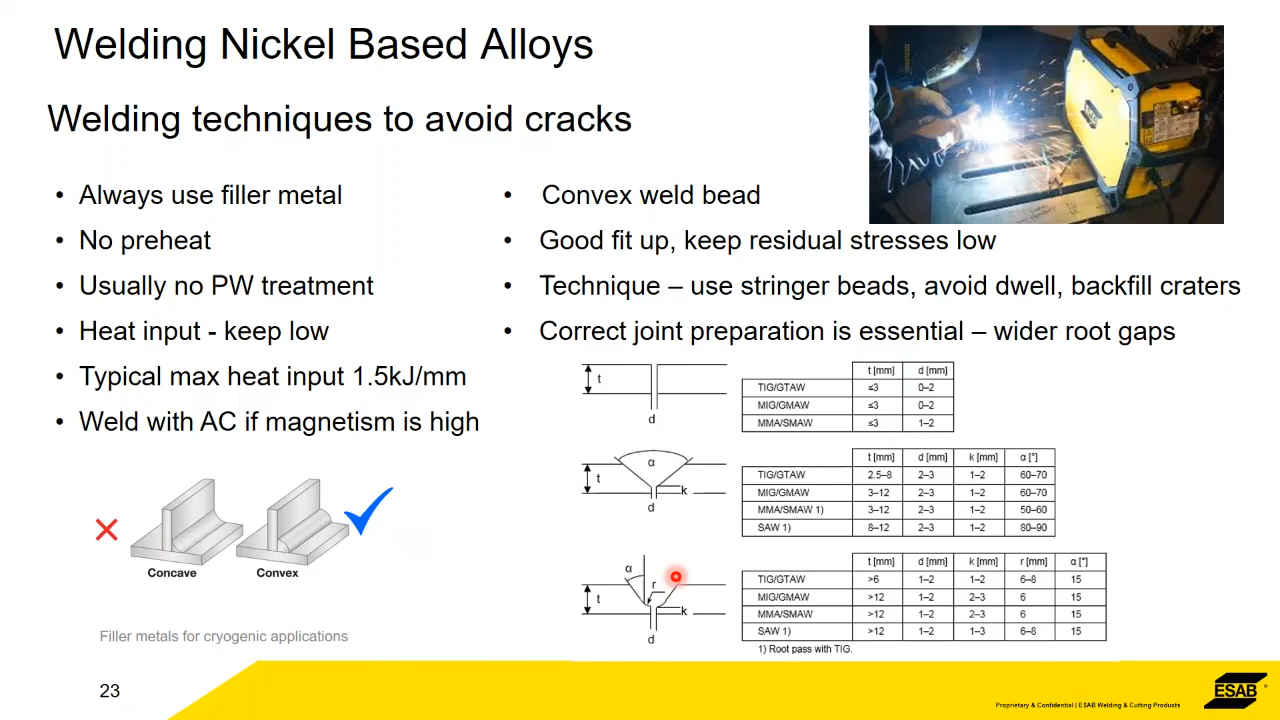 Welding Nickel Based Alloys
Welding techniques to avoid cracks
• Always use filler metal
• No preheat
• Usually no PW treatment
• Heat input - keep low
• Typical max heat input 1.5kJ/mm
• Weld with AC if magnetism is high
• Convex weld bead
• Good fit up, keep residual stresses low
• Technique – use stringer beads, avoid dwell, backfill craters
• Correct joint preparation is essential – wider root gaps
Concave
Convex
t
d
t [mm] d [mm]
TIG/GTAW ≤3 0–2
MIG/GMAW ≤3 0–2
MMA/SMAW ≤3 1–2
α
t
k
d
t [mm] d [mm] k [mm] α [°]
TIG/GTAW 2.5–8 2–3 1–2 60–70
MIG/GMAW 3–12 2–3 1–2 60–70
MMA/SMAW 1) 3–12 2–3 1–2 50–60
SAW 1) 8–12 2–3 1–2 80–90
α
r
t
k
d
t [mm] d [mm] k [mm] r [mm] α [°]
TIG/GTAW >6 1–2 1–2 6–8 15
MIG/GMAW >12 1–2 2–3 6 15
MMA/SMAW >12 1–2 2–3 6 15
SAW 1) >12 1–2 1–3 6–8 15
1) Root pass with TIG.
Filler metals for cryogenic applications
23
Proprietary & Confidential | ESAB Welding & Cutting Products
ESAB